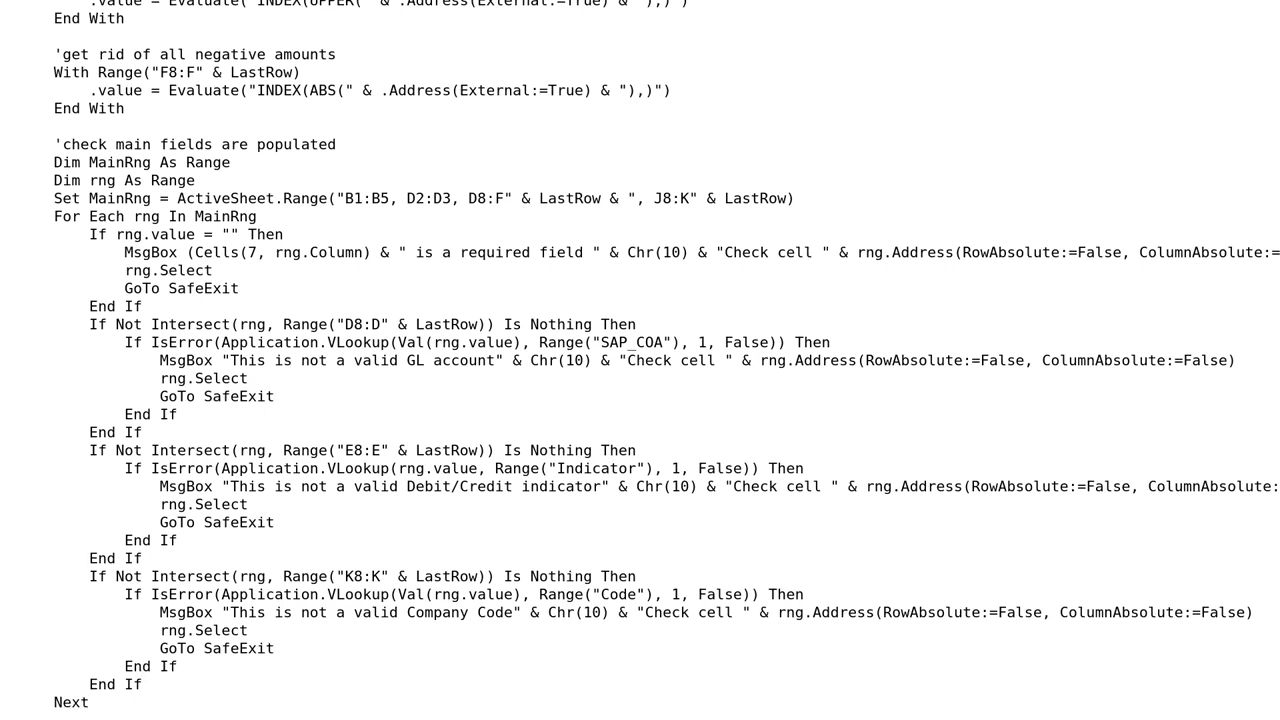 .value = Evaluate("INDEX(UPPER(" & .Address(External:=True) & "),)")
End With
'get rid of all negative amounts
With Range("F8:F" & LastRow)
.value = Evaluate("INDEX(ABS(" & .Address(External:=True) & "),)")
End With
'check main fields are populated
Dim MainRng As Range
Dim rng As Range
Set MainRng = ActiveSheet.Range("B1:B5, D2:D3, D8:F" & LastRow & ", J8:K" & LastRow)
For Each rng In MainRng
If rng.value = "" Then
MsgBox (Cells(7, rng.Column) & " is a required field " & Chr(10) & "Check cell " & rng.Address(RowAbsolute:=False, ColumnAbsolute:=
rng.Select
GoTo SafeExit
End If
If Not Intersect(rng, Range("D8:D" & LastRow)) Is Nothing Then
If IsError(Application.VLookup(Val(rng.value), Range("SAP_COA"), 1, False)) Then
MsgBox "This is not a valid GL account" & Chr(10) & "Check cell " & rng.Address(RowAbsolute:=False, ColumnAbsolute:=False)
rng.Select
GoTo SafeExit
End If
End If
If Not Intersect(rng, Range("E8:E" & LastRow)) Is Nothing Then
If IsError(Application.VLookup(rng.value, Range("Indicator"), 1, False)) Then
MsgBox "This is not a valid Debit/Credit indicator" & Chr(10) & "Check cell " & rng.Address(RowAbsolute:=False, ColumnAbsolute:
rng.Select
GoTo SafeExit
End If
End If
If Not Intersect(rng, Range("K8:K" & LastRow)) Is Nothing Then
If IsError(Application.VLookup(Val(rng.value), Range("Code"), 1, False)) Then
MsgBox "This is not a valid Company Code" & Chr(10) & "Check cell " & rng.Address(RowAbsolute:=False, ColumnAbsolute:=False)
rng.Select
GoTo SafeExit
End If
End If
Next